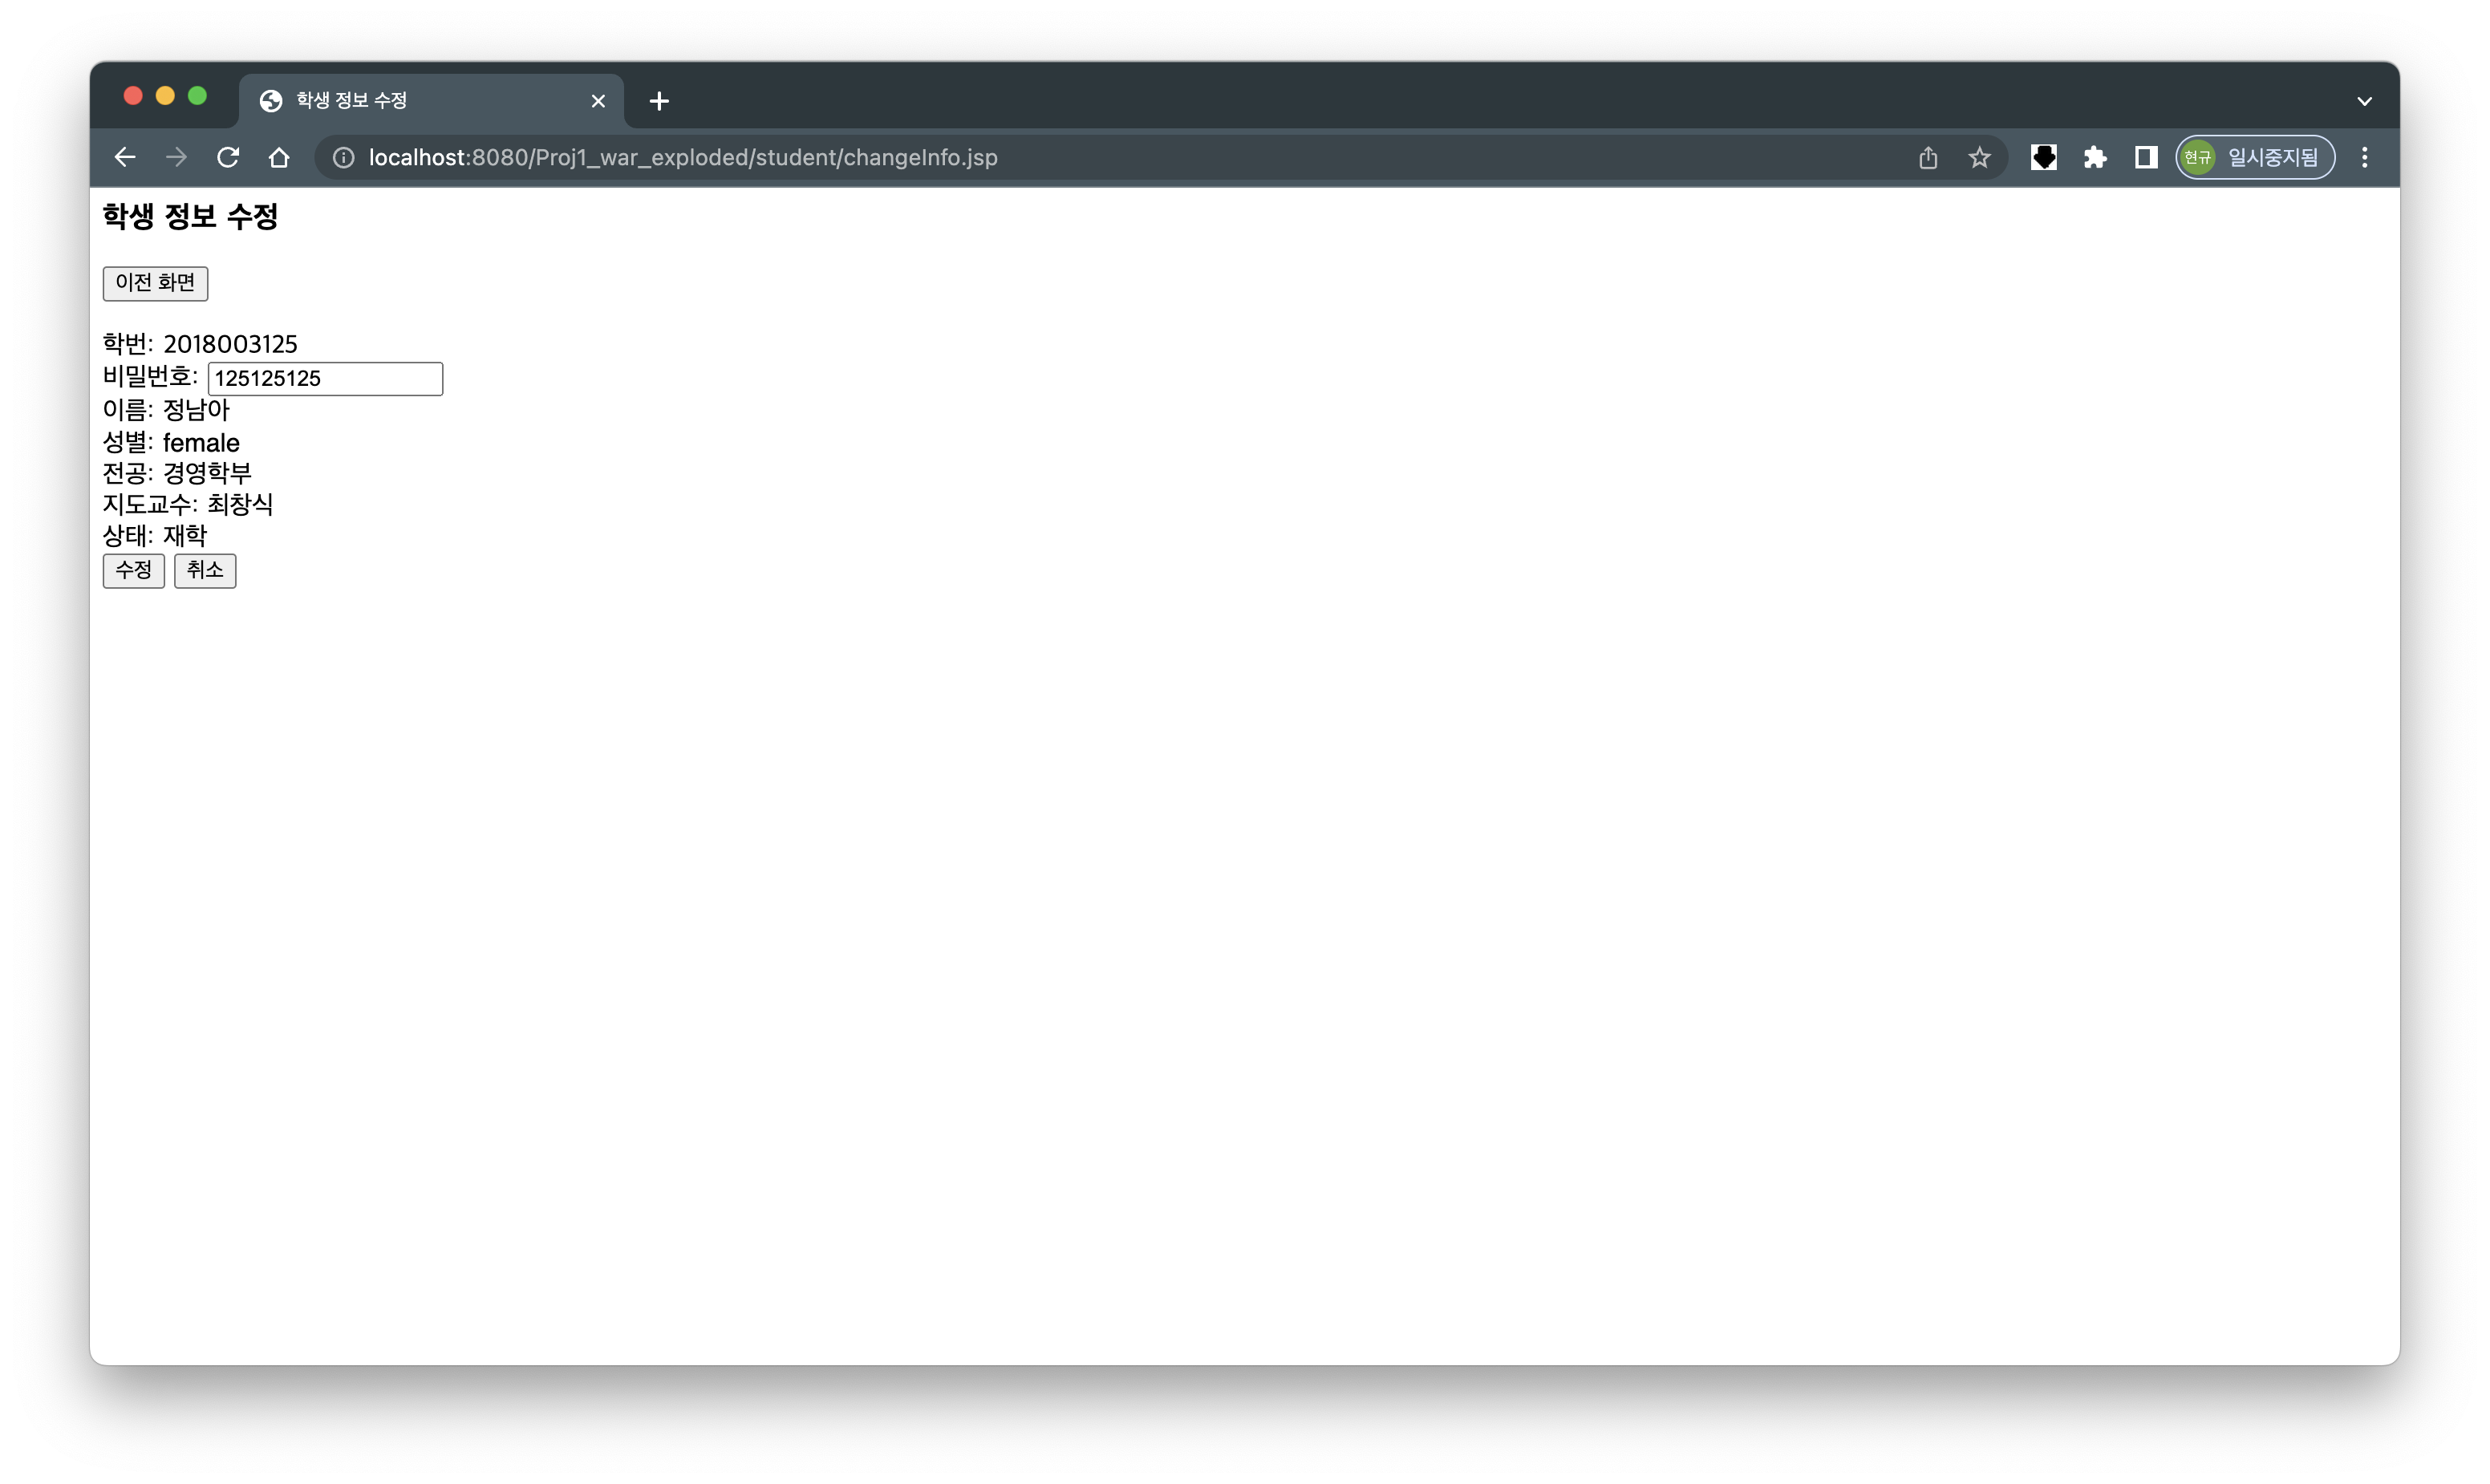 학생 정보 수정
localhost:8080/Proj1_war_exploded/student/changeInfo.jsp
현규 일시중지됨
학생 정보 수정
이전 화면
학번: 2018003125
비밀번호: 125125125
이름: 정남아
성별: female
전공: 경영학부
지도교수: 최창식
상태: 재학
수정 취소